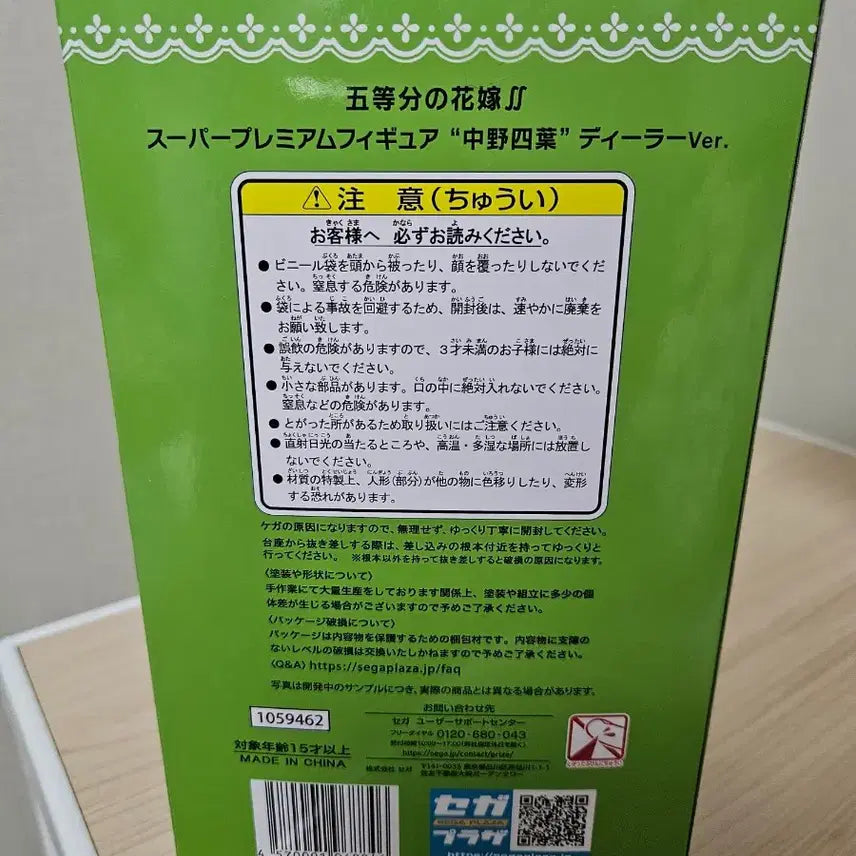 五等分の花嫁∬
スーパープレミアムフィギュア “中野四葉” ディーラーVer.
注 意(ちゅうい)
お客様へ 必ずお読みください。
● ビニール袋を頭から被ったり、顔を覆ったりしないでくだ
さい。窒息する危険があります。
● 袋による事故を回避するため、開封後は、速やかに廃棄を
お願い致します。
● 誤飲の危険がありますので、3才未満のお子様には絶対に
与えないでください。
● 小さな部品があります。口の中に絶対入れないでください。
窒息などの危険があります。
● とがった所があるため取り扱いにはご注意ください。
● 直射日光の当たるところや、高温・多湿な場所には放置し
ないでください。
● 材質の特製上、人形(部分)が他の物に色移りしたり、変形
する恐れがあります。
ケガの原因になりますので、無理せず、ゆっくり丁寧に開封してください。
台座から抜き差しする際は、差し込みの根本付近を持ってゆっくりと
行ってください。 ※根本以外を持って抜き差しすると破損の原因になります。
〈塗装や形状について〉
手作業にて大量生産をしております関係上、塗装や組立に多少の個
体差が生じる場合がございますので予めご了承ください。
〈パッケージ破損について〉
パッケージは内容物を保護するための梱包材です。内容物に支障の
ないレベルの破損は交換いたしかねますので予めご了承ください。
〈Q&A〉https://segaplaza.jp/faq
写真は開発中のサンプルにつき、実際の商品とは異なる場合があります。
お問い合わせ先
1059462
セガ ユーザーサポートセンター
フリーダイヤル 0120-680-043
https://sega.jp/contact/prize/
対象年齢15才以上
MADE IN CHINA
株式会社 セガ
セガ
プラザ